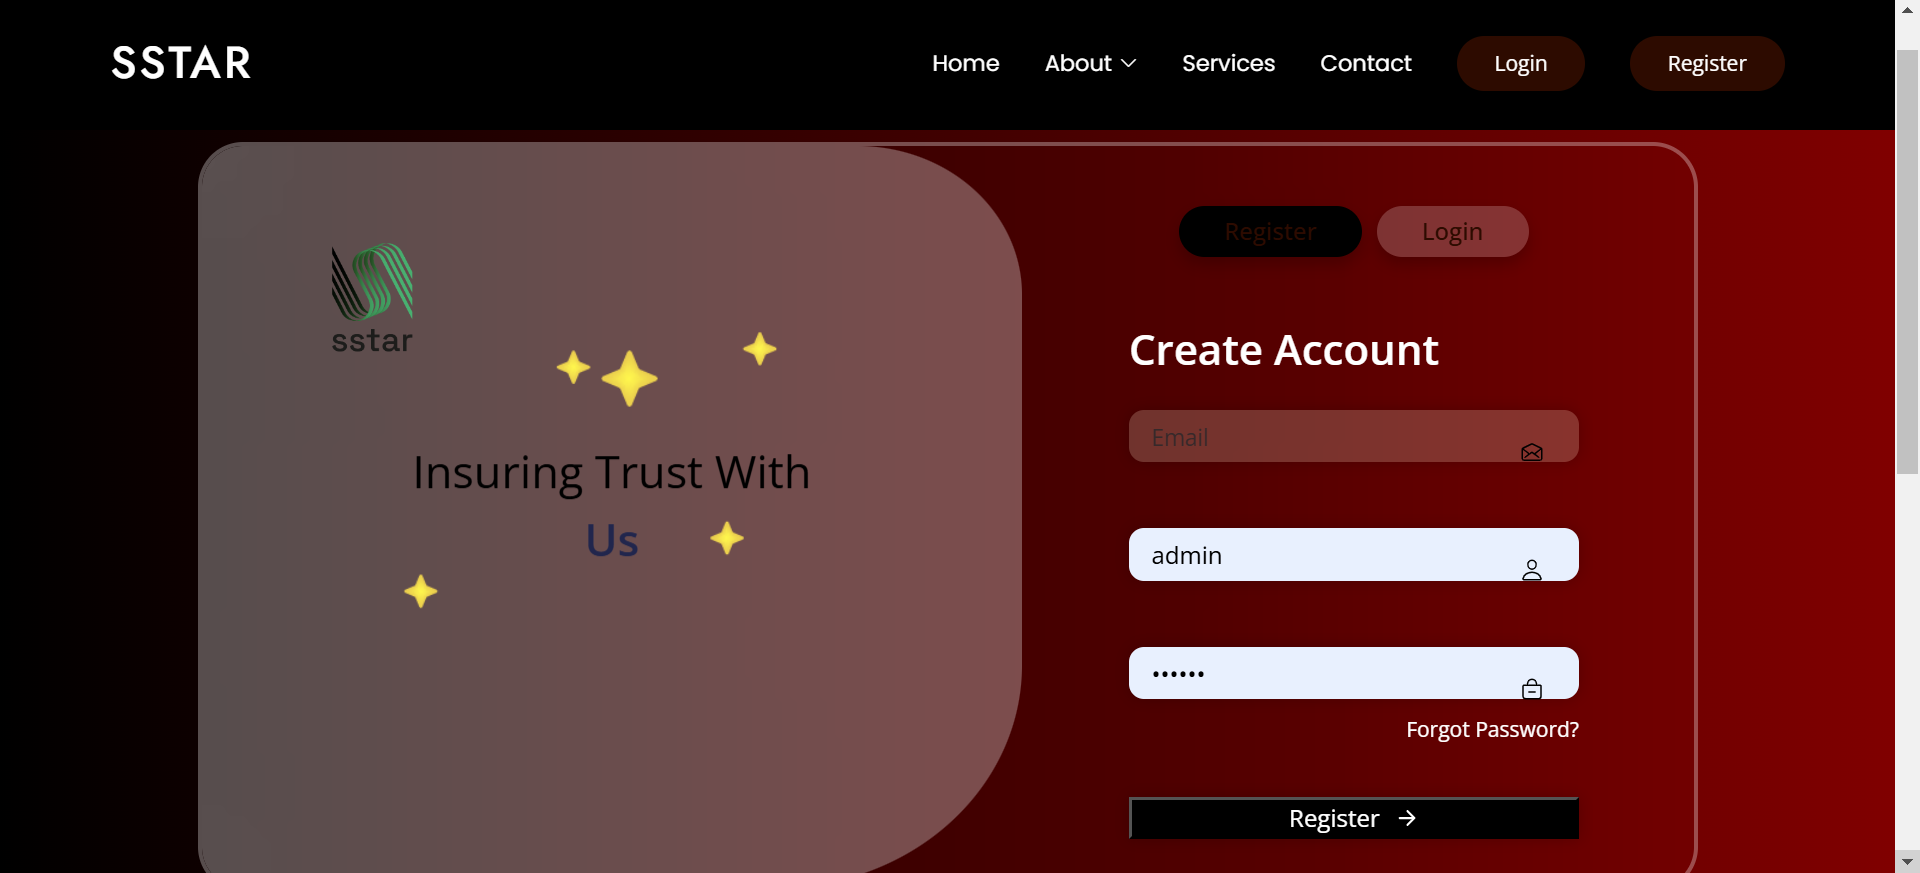 SSTAR
Home About Services Contact Login Register
sstar
Insuring Trust With
Us
Register Login
Create Account
Email
admin
••••••
Forgot Password?
Register →